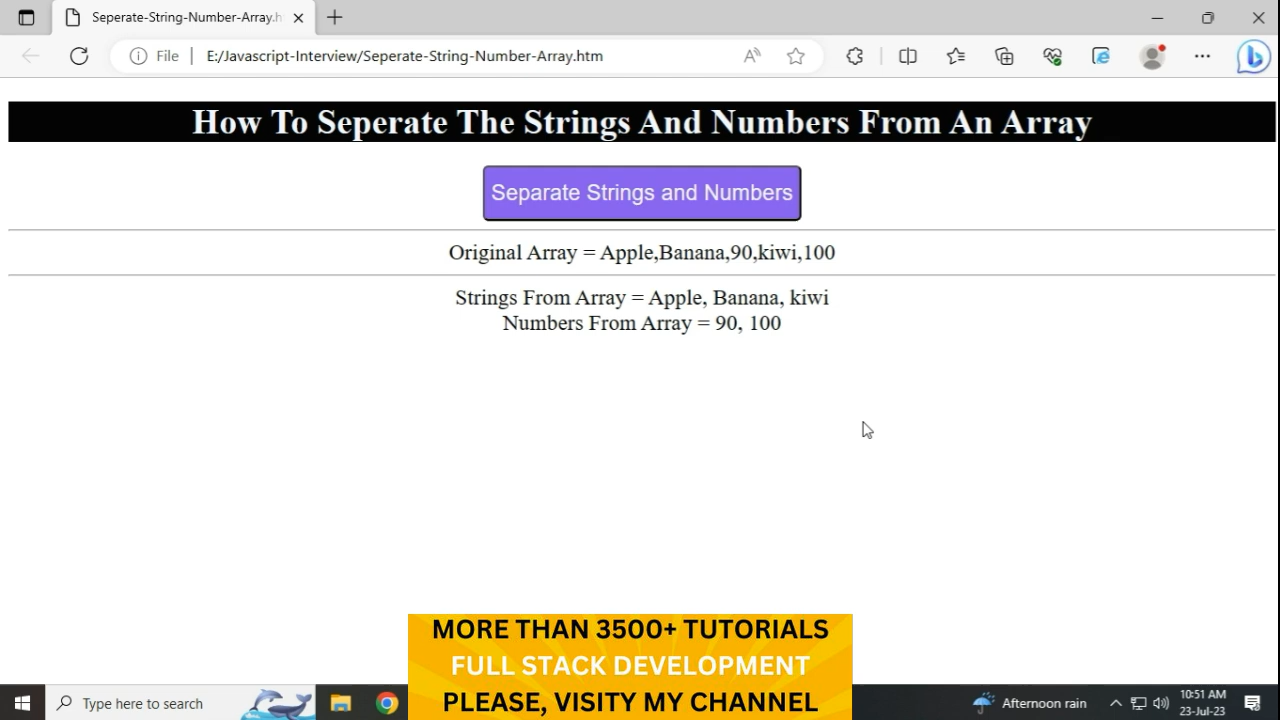 Seperate-String-Number-Array.h
File
E:/Javascript-Interview/Seperate-String-Number-Array.htm
How To Seperate The Strings And Numbers From An Array
Separate Strings and Numbers
Original Array = Apple,Banana,90,kiwi,100
Strings From Array = Apple, Banana, kiwi
Numbers From Array = 90, 100
MORE THAN 3500+ TUTORIALS
FULL STACK DEVELOPMENT
PLEASE, VISITY MY CHANNEL
Type here to search
Afternoon rain
10:51 AM
23-Jul-23